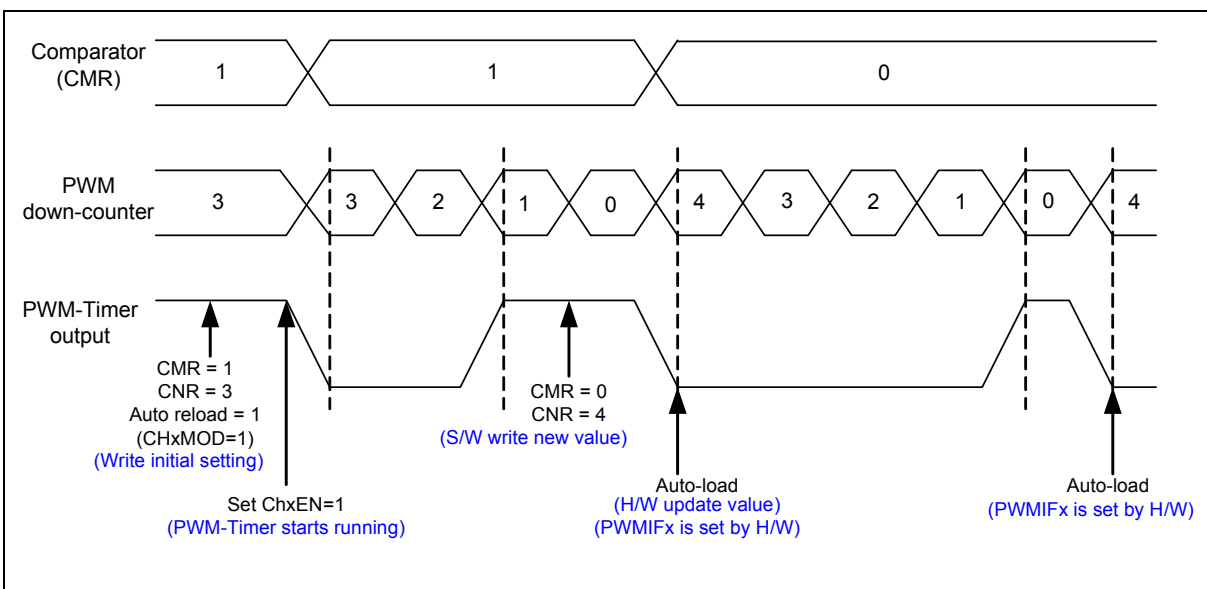 Comparator
(CMR)
1
1
0
PWM
down-counter
3
3
2
1
0
4
3
2
1
0
4
PWM-Timer
output
CMR = 1
CNR = 3
Auto reload = 1
(CHxMOD=1)
(Write initial setting)
Set ChxEN=1
(PWM-Timer starts running)
CMR = 0
CNR = 4
(S/W write new value)
Auto-load
(H/W update value)
(PWMIFx is set by H/W)
Auto-load
(PWMIFx is set by H/W)